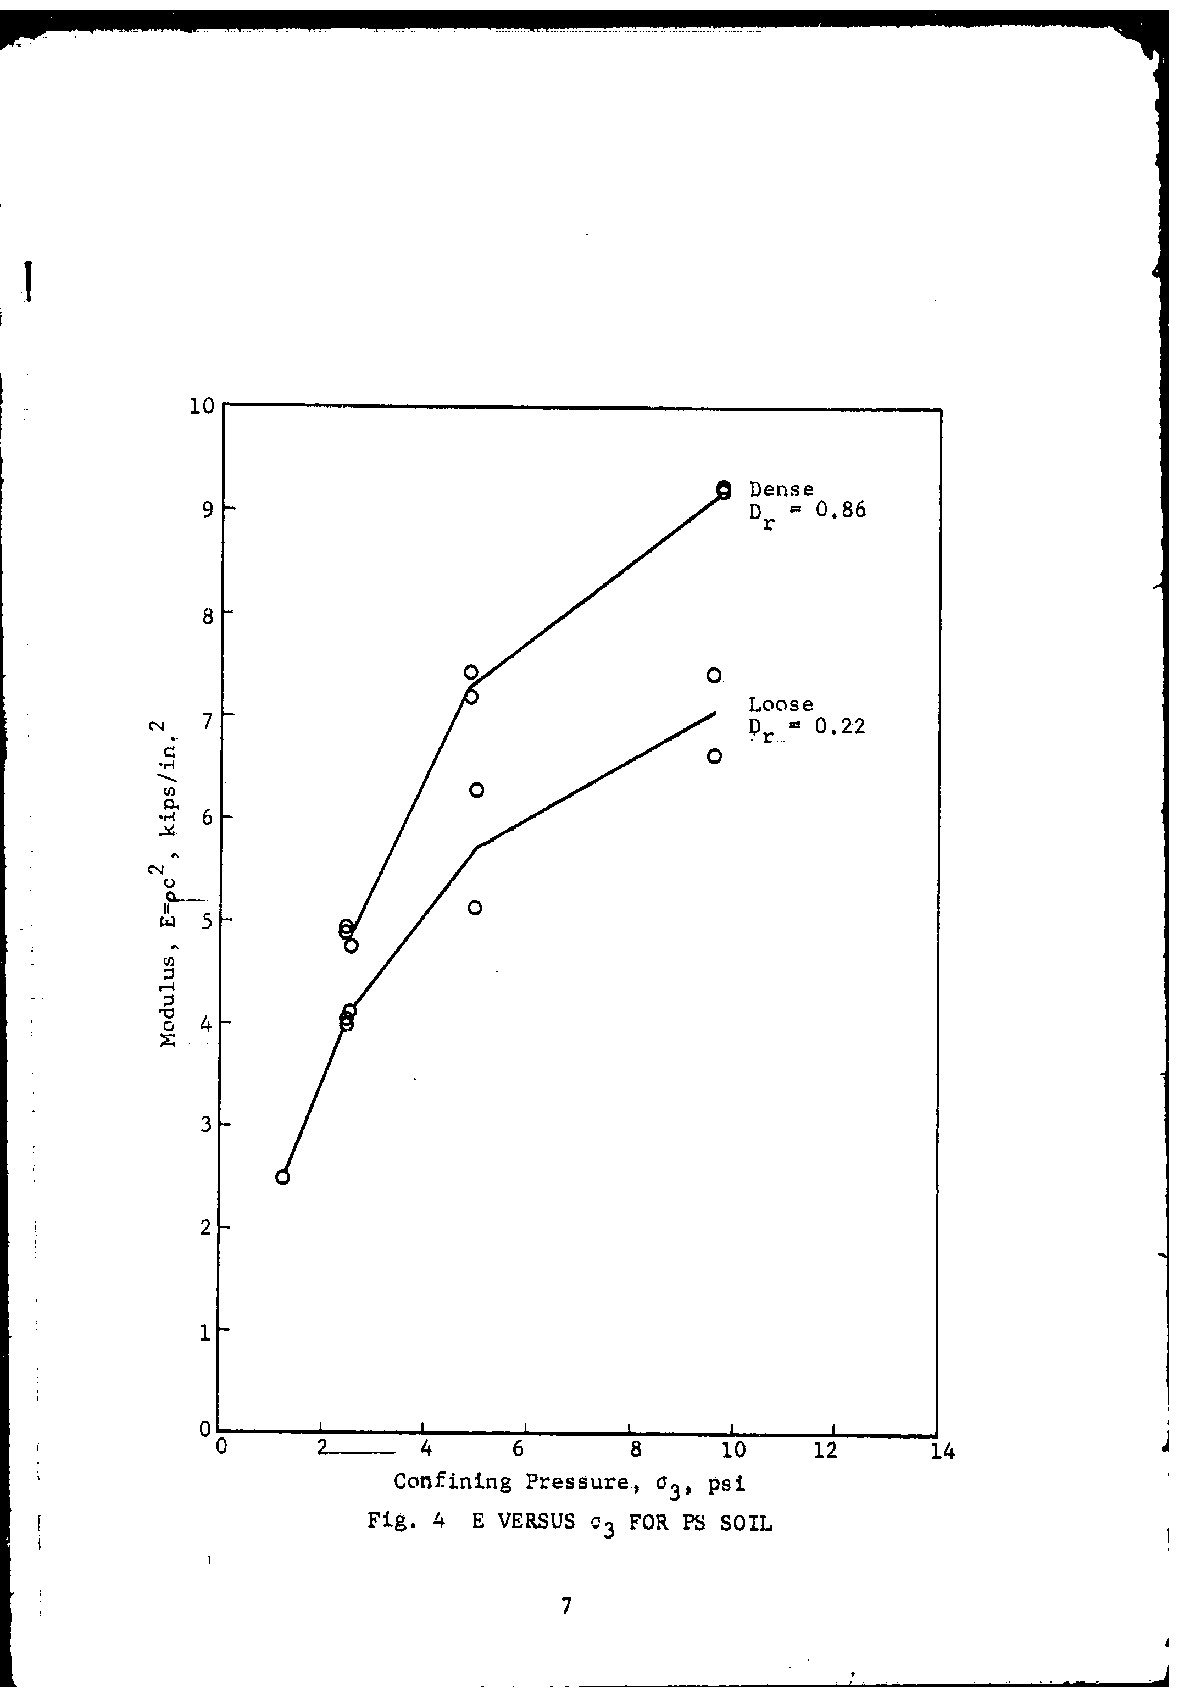 10
9
8
7
6
5
4
3
2
1
0
Modulus, E=ρc², kips/in.²
Dense
Dr = 0.86
Loose
Dr = 0.22
0 2 4 6 8 10 12 14
Confining Pressure, σ3, psi
Fig. 4 E VERSUS σ3 FOR PS SOIL
7